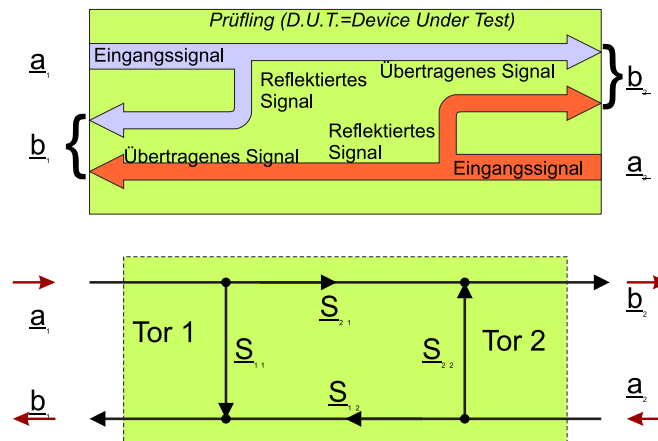 Prüfling (D.U.T.=Device Under Test)
a1
Eingangssignal
Reflektiertes
Signal
Übertragenes Signal
b2
b1
Übertragenes Signal
Reflektiertes
Signal
Eingangssignal
a2
a1
S21
b2
Tor 1
S11
S22
Tor 2
b1
S12
a2